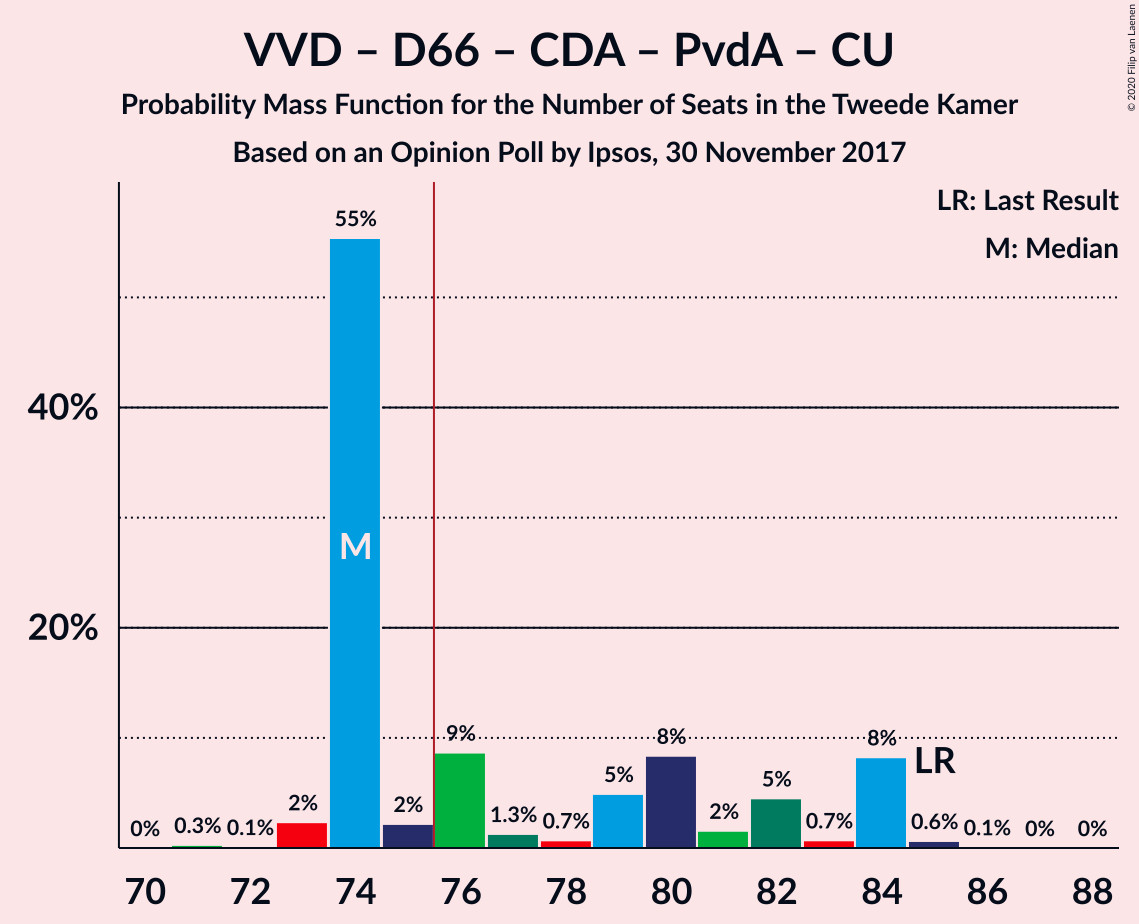 VVD – D66 – CDA – PvdA – CU
Probability Mass Function for the Number of Seats in the Tweede Kamer
Based on an Opinion Poll by Ipsos, 30 November 2017
© 2020 Filip van Laenen
LR: Last Result
M: Median
40%
20%
0%
0.3%
0.1%
2%
55%
M
2%
9%
1.3%
0.7%
5%
8%
2%
5%
0.7%
8%
LR
0.6%
0.1%
0%
0%
70 72 74 76 78 80 82 84 86 88